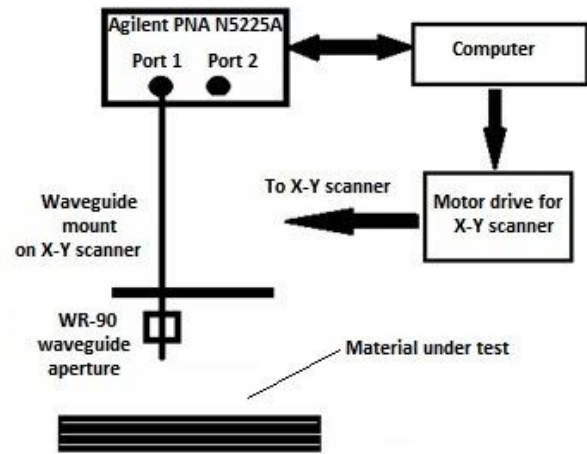 Agilent PNA N5225A
Port 1 Port 2
Computer
To X-Y scanner
Motor drive for
X-Y scanner
Waveguide
mount
on X-Y scanner
WR-90
waveguide
aperture
Material under test